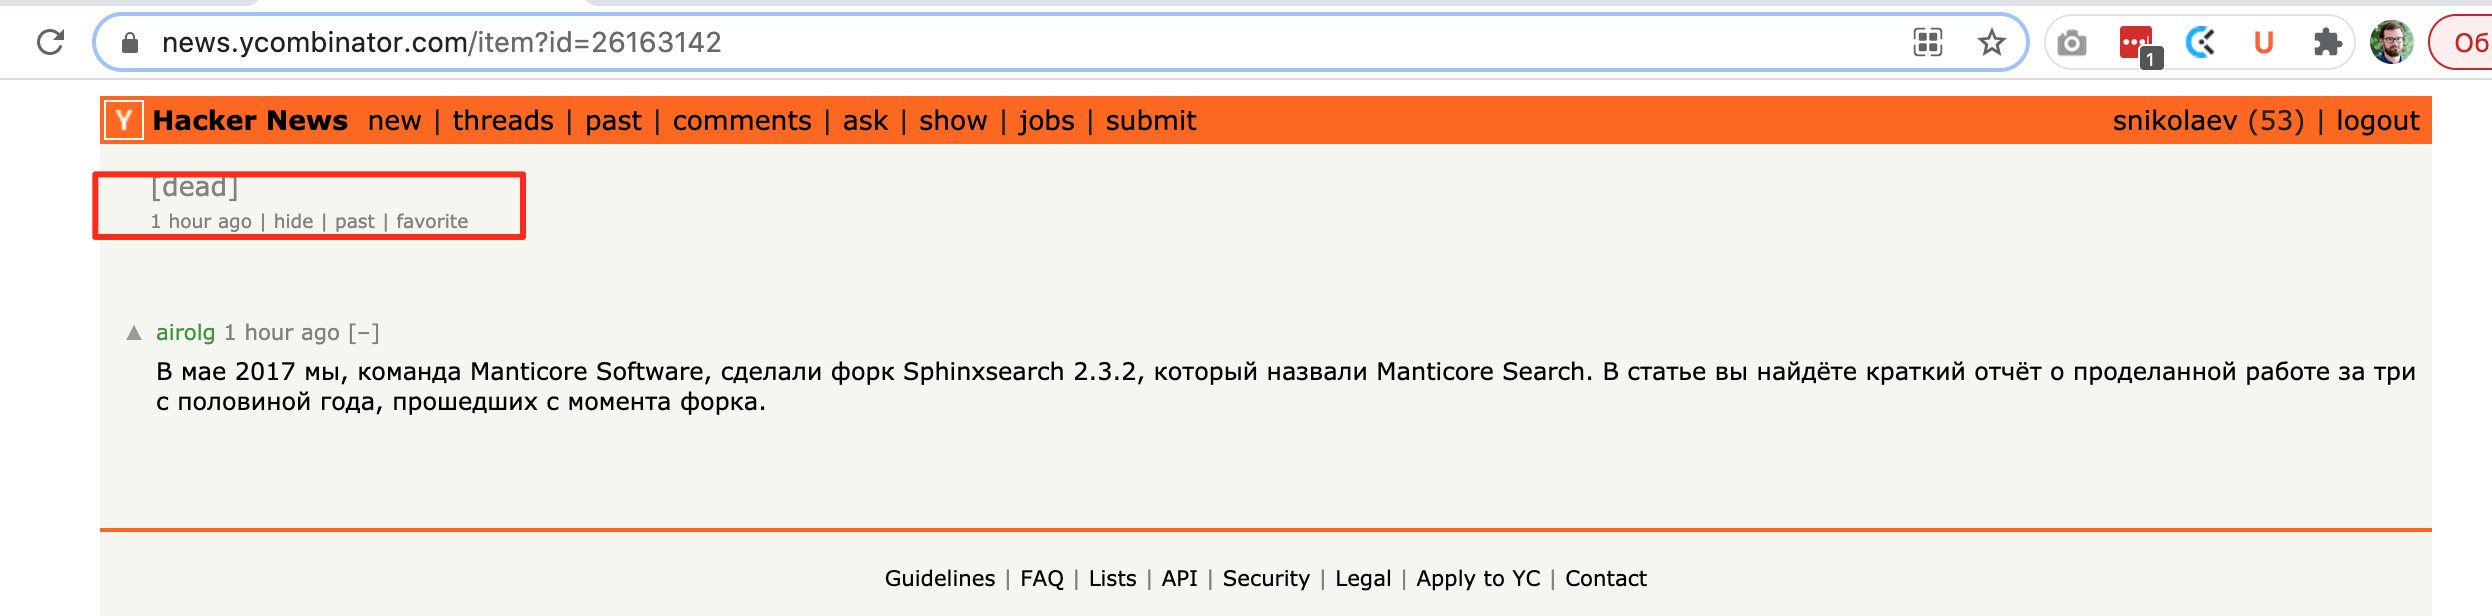 news.ycombinator.com/item?id=26163142
1
U
Об
Y Hacker News new | threads | past | comments | ask | show | jobs | submit
snikolaev (53) | logout
[dead]
1 hour ago | hide | past | favorite
▲ airolg 1 hour ago [–]
В мае 2017 мы, команда Manticore Software, сделали форк Sphinxsearch 2.3.2, который назвали Manticore Search. В статье вы найдёте краткий отчёт о проделанной работе за три
с половиной года, прошедших с момента форка.
Guidelines | FAQ | Lists | API | Security | Legal | Apply to YC | Contact